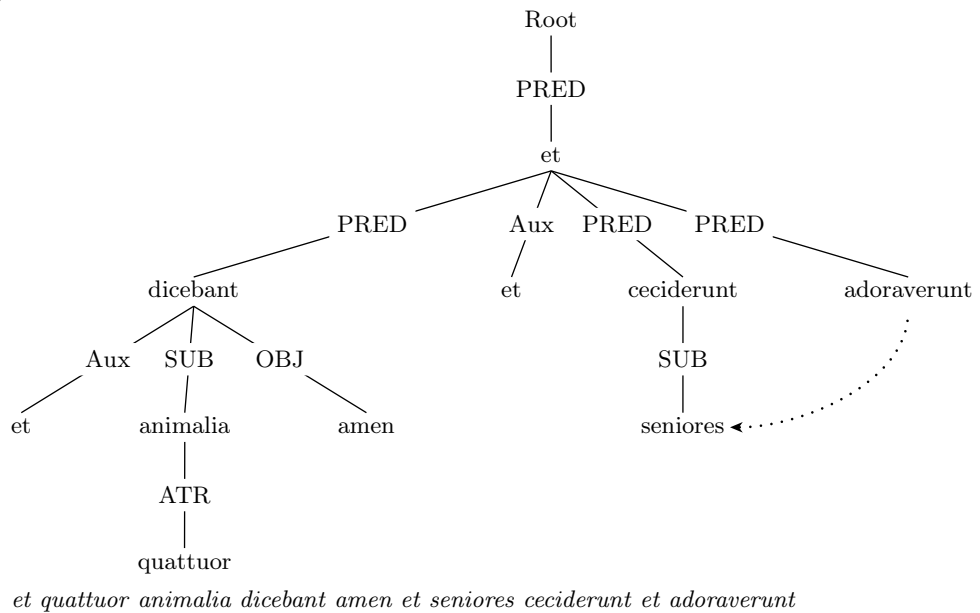 Root
PRED
et
PRED Aux PRED PRED
dicebant et ceciderunt adoraverunt
Aux SUB OBJ SUB
et animalia amen seniores
ATR
quattuor
et quattuor animalia dicebant amen et seniores ceciderunt et adoraverunt